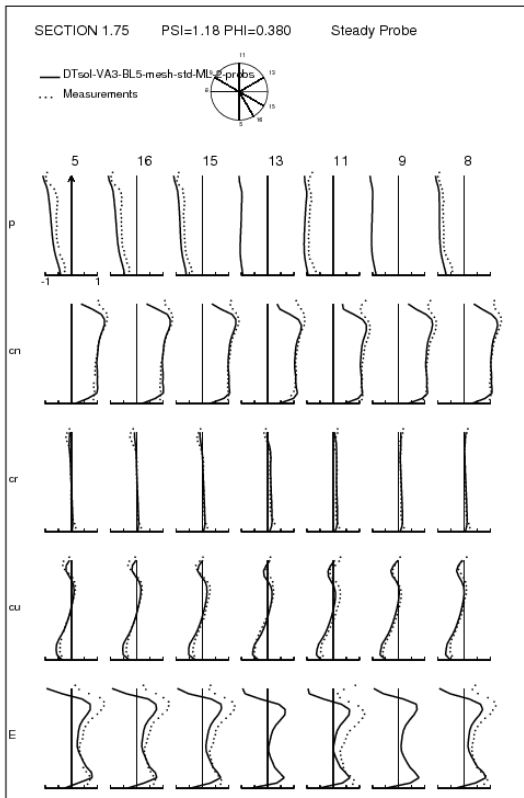 SECTION 1.75 PSI=1.18 PHI=0.380 Steady Probe
11
DTsol-VA3-BL5-mesh-std-ML-2-probs
13
8
Measurements
15
16
5
5 16 15 13 11 9 8
p
-1 1
cn
cr
cu
E